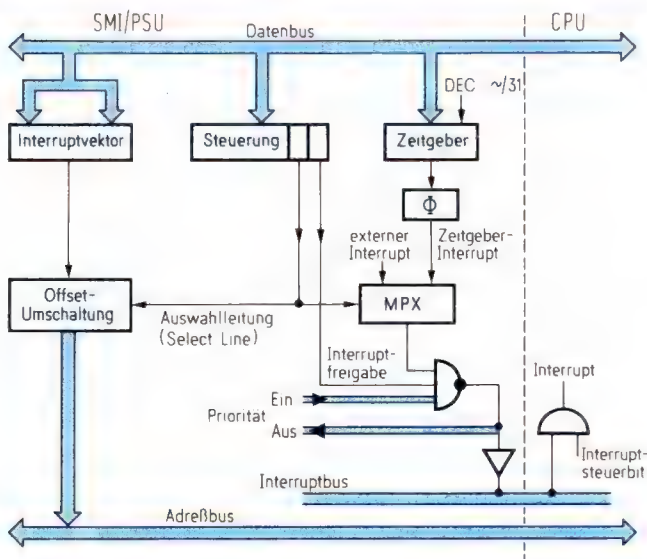 SMI/PSU
CPU
Datenbus
DEC ~/31
Interruptvektor
Steuerung
Zeitgeber
Φ
externer
Interrupt
Zeitgeber-
Interrupt
Offset-
Umschaltung
MPX
Auswahlleitung
(Select Line)
Interrupt-
freigabe
Ein
Priorität
Aus
Interrupt
Interrupt-
steuerbit
Interruptbus
Adreßbus